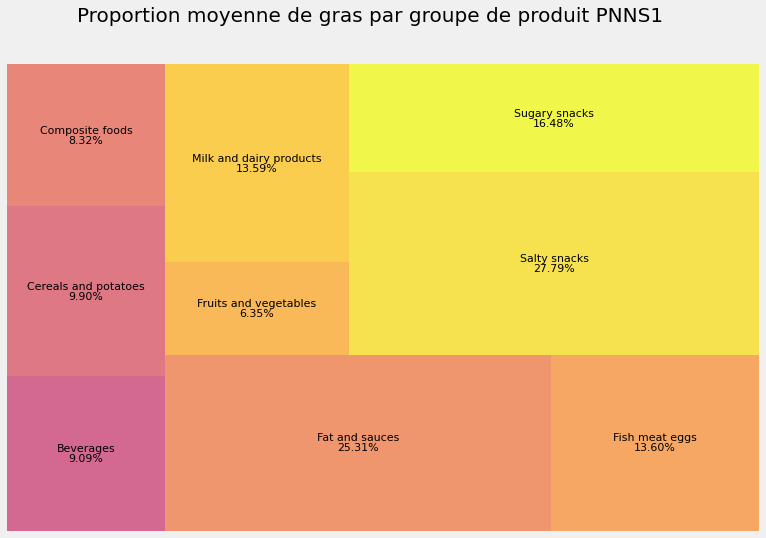 Proportion moyenne de gras par groupe de produit PNNS1
Composite foods
8.32%
Milk and dairy products
13.59%
Sugary snacks
16.48%
Cereals and potatoes
9.90%
Fruits and vegetables
6.35%
Salty snacks
27.79%
Beverages
9.09%
Fat and sauces
25.31%
Fish meat eggs
13.60%